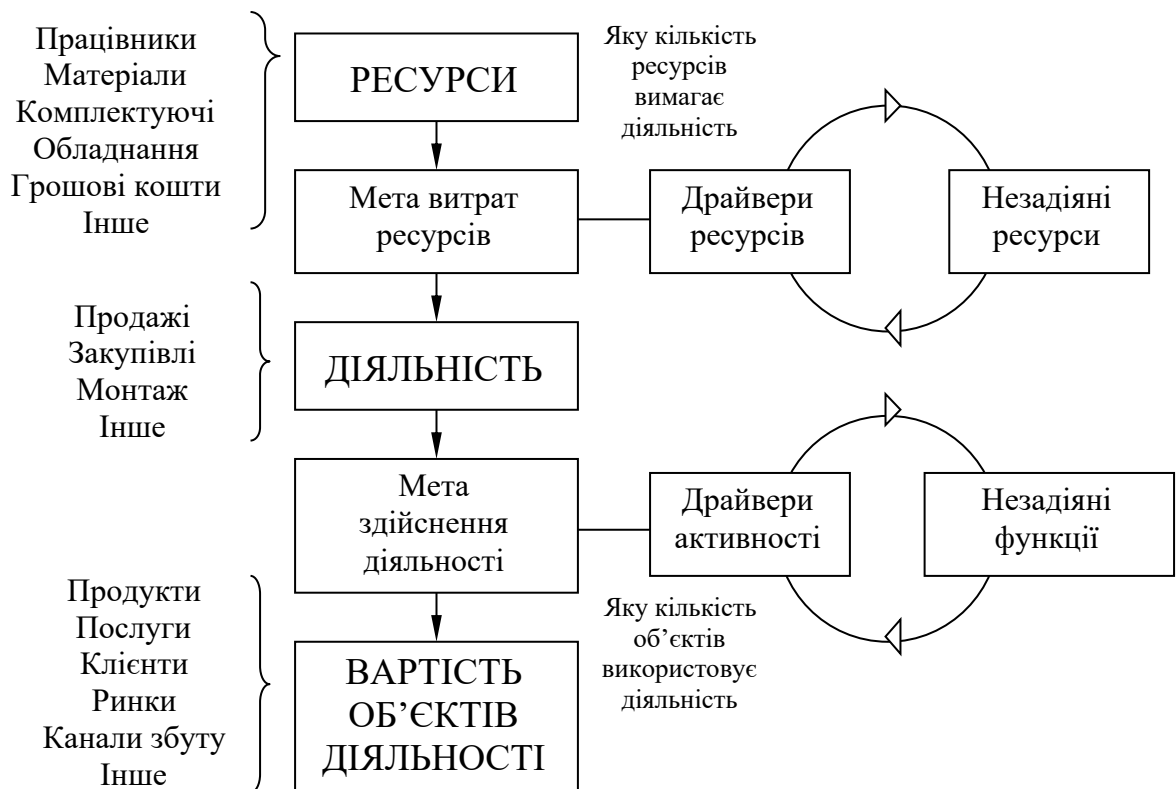 Працівники
Матеріали
Комплектуючі
Обладнання
Грошові кошти
Інше
РЕСУРСИ
Яку кількість
ресурсів
вимагає
діяльність
Мета витрат
ресурсів
Драйвери
ресурсів
Незадіяні
ресурси
Продажі
Закупівлі
Монтаж
Інше
ДІЯЛЬНІСТЬ
Мета
здійснення
діяльності
Драйвери
активності
Незадіяні
функції
Продукти
Послуги
Клієнти
Ринки
Канали збуту
Інше
ВАРТІСТЬ
ОБ’ЄКТІВ
ДІЯЛЬНОСТІ
Яку кількість
об’єктів
використовує
діяльність